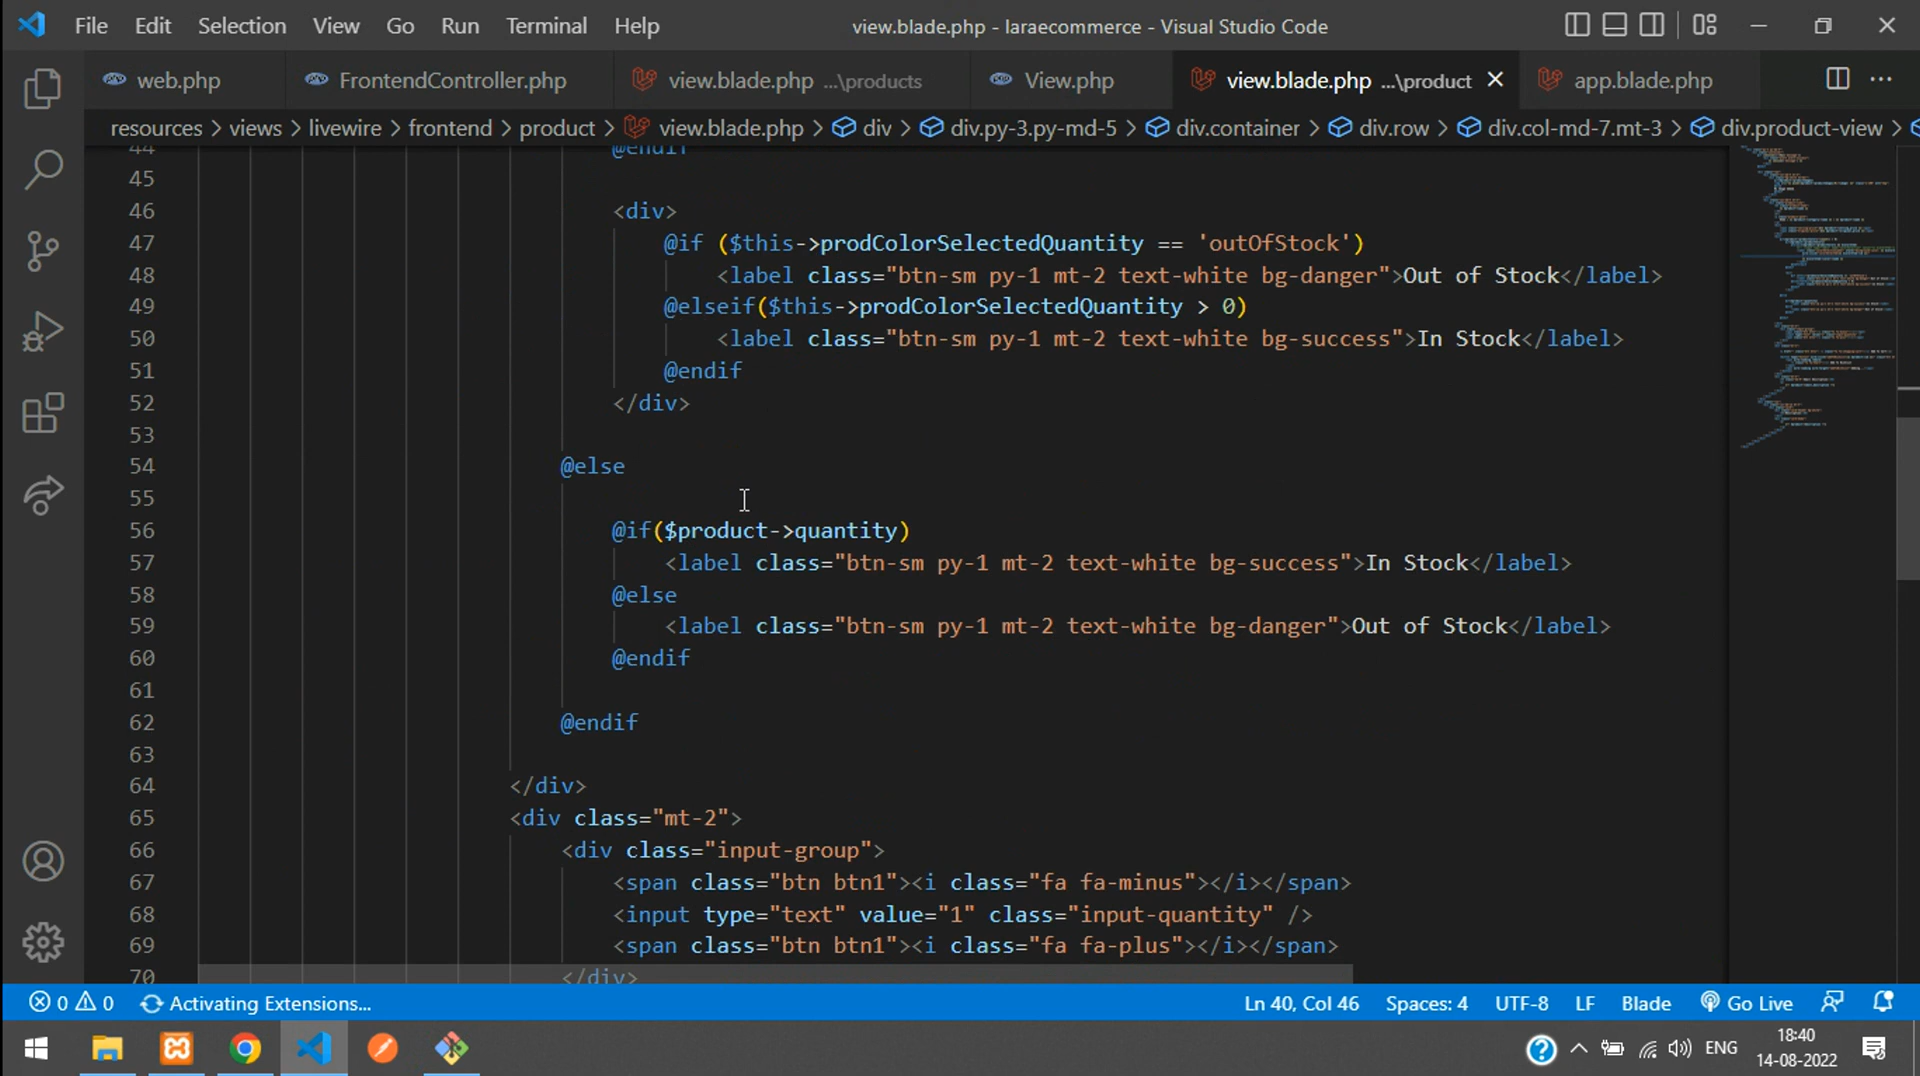 File Edit Selection View Go Run Terminal Help view.blade.php - laraecommerce - Visual Studio Code
web.php FrontendController.php view.blade.php ...\products View.php view.blade.php ...\product app.blade.php
resources > views > livewire > frontend > product > view.blade.php > div > div.py-3.py-md-5 > div.container > div.row > div.col-md-7.mt-3 > div.product-view >
44 @endif
45
46 <div>
47 @if ($this->prodColorSelectedQuantity == 'outOfStock')
48 <label class="btn-sm py-1 mt-2 text-white bg-danger">Out of Stock</label>
49 @elseif($this->prodColorSelectedQuantity > 0)
50 <label class="btn-sm py-1 mt-2 text-white bg-success">In Stock</label>
51 @endif
52 </div>
53
54 @else
55
56 @if($product->quantity)
57 <label class="btn-sm py-1 mt-2 text-white bg-success">In Stock</label>
58 @else
59 <label class="btn-sm py-1 mt-2 text-white bg-danger">Out of Stock</label>
60 @endif
61
62 @endif
63
64 </div>
65 <div class="mt-2">
66 <div class="input-group">
67 <span class="btn btn1"><i class="fa fa-minus"></i></span>
68 <input type="text" value="1" class="input-quantity" />
69 <span class="btn btn1"><i class="fa fa-plus"></i></span>
70 </div>
0 0 Activating Extensions... Ln 40, Col 46 Spaces: 4 UTF-8 LF Blade Go Live
ENG 18:40
14-08-2022